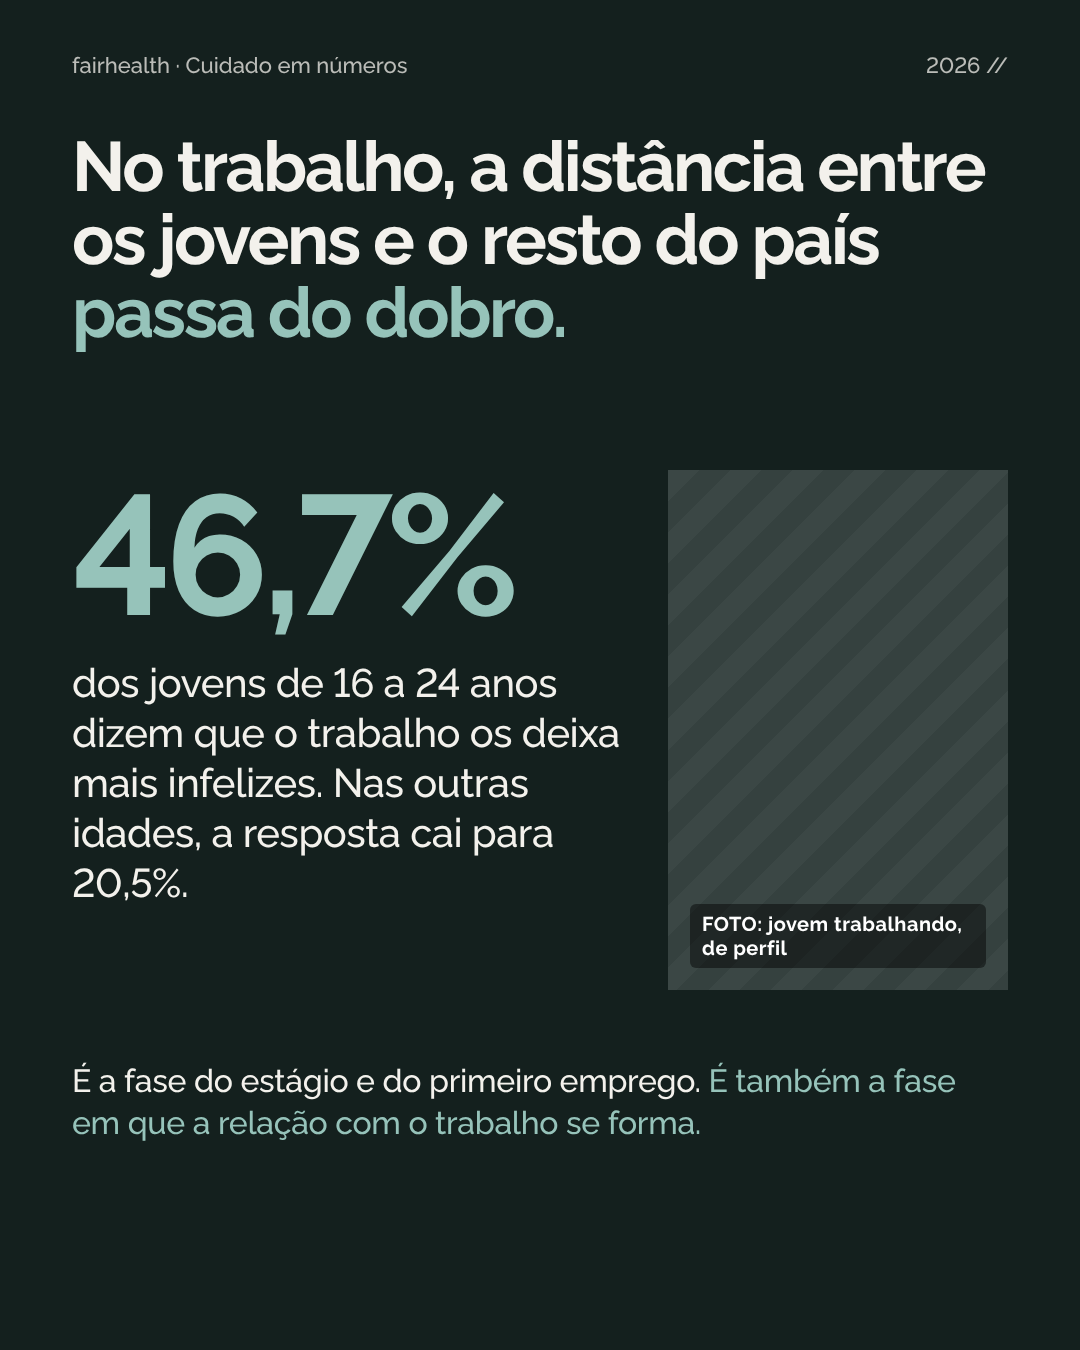 fairhealth · Cuidado em números
2026 //
No trabalho, a distância entre
os jovens e o resto do país
passa do dobro.
46,7%
dos jovens de 16 a 24 anos
dizem que o trabalho os deixa
mais infelizes. Nas outras
idades, a resposta cai para
20,5%.
FOTO: jovem trabalhando,
de perfil
É a fase do estágio e do primeiro emprego. É também a fase
em que a relação com o trabalho se forma.